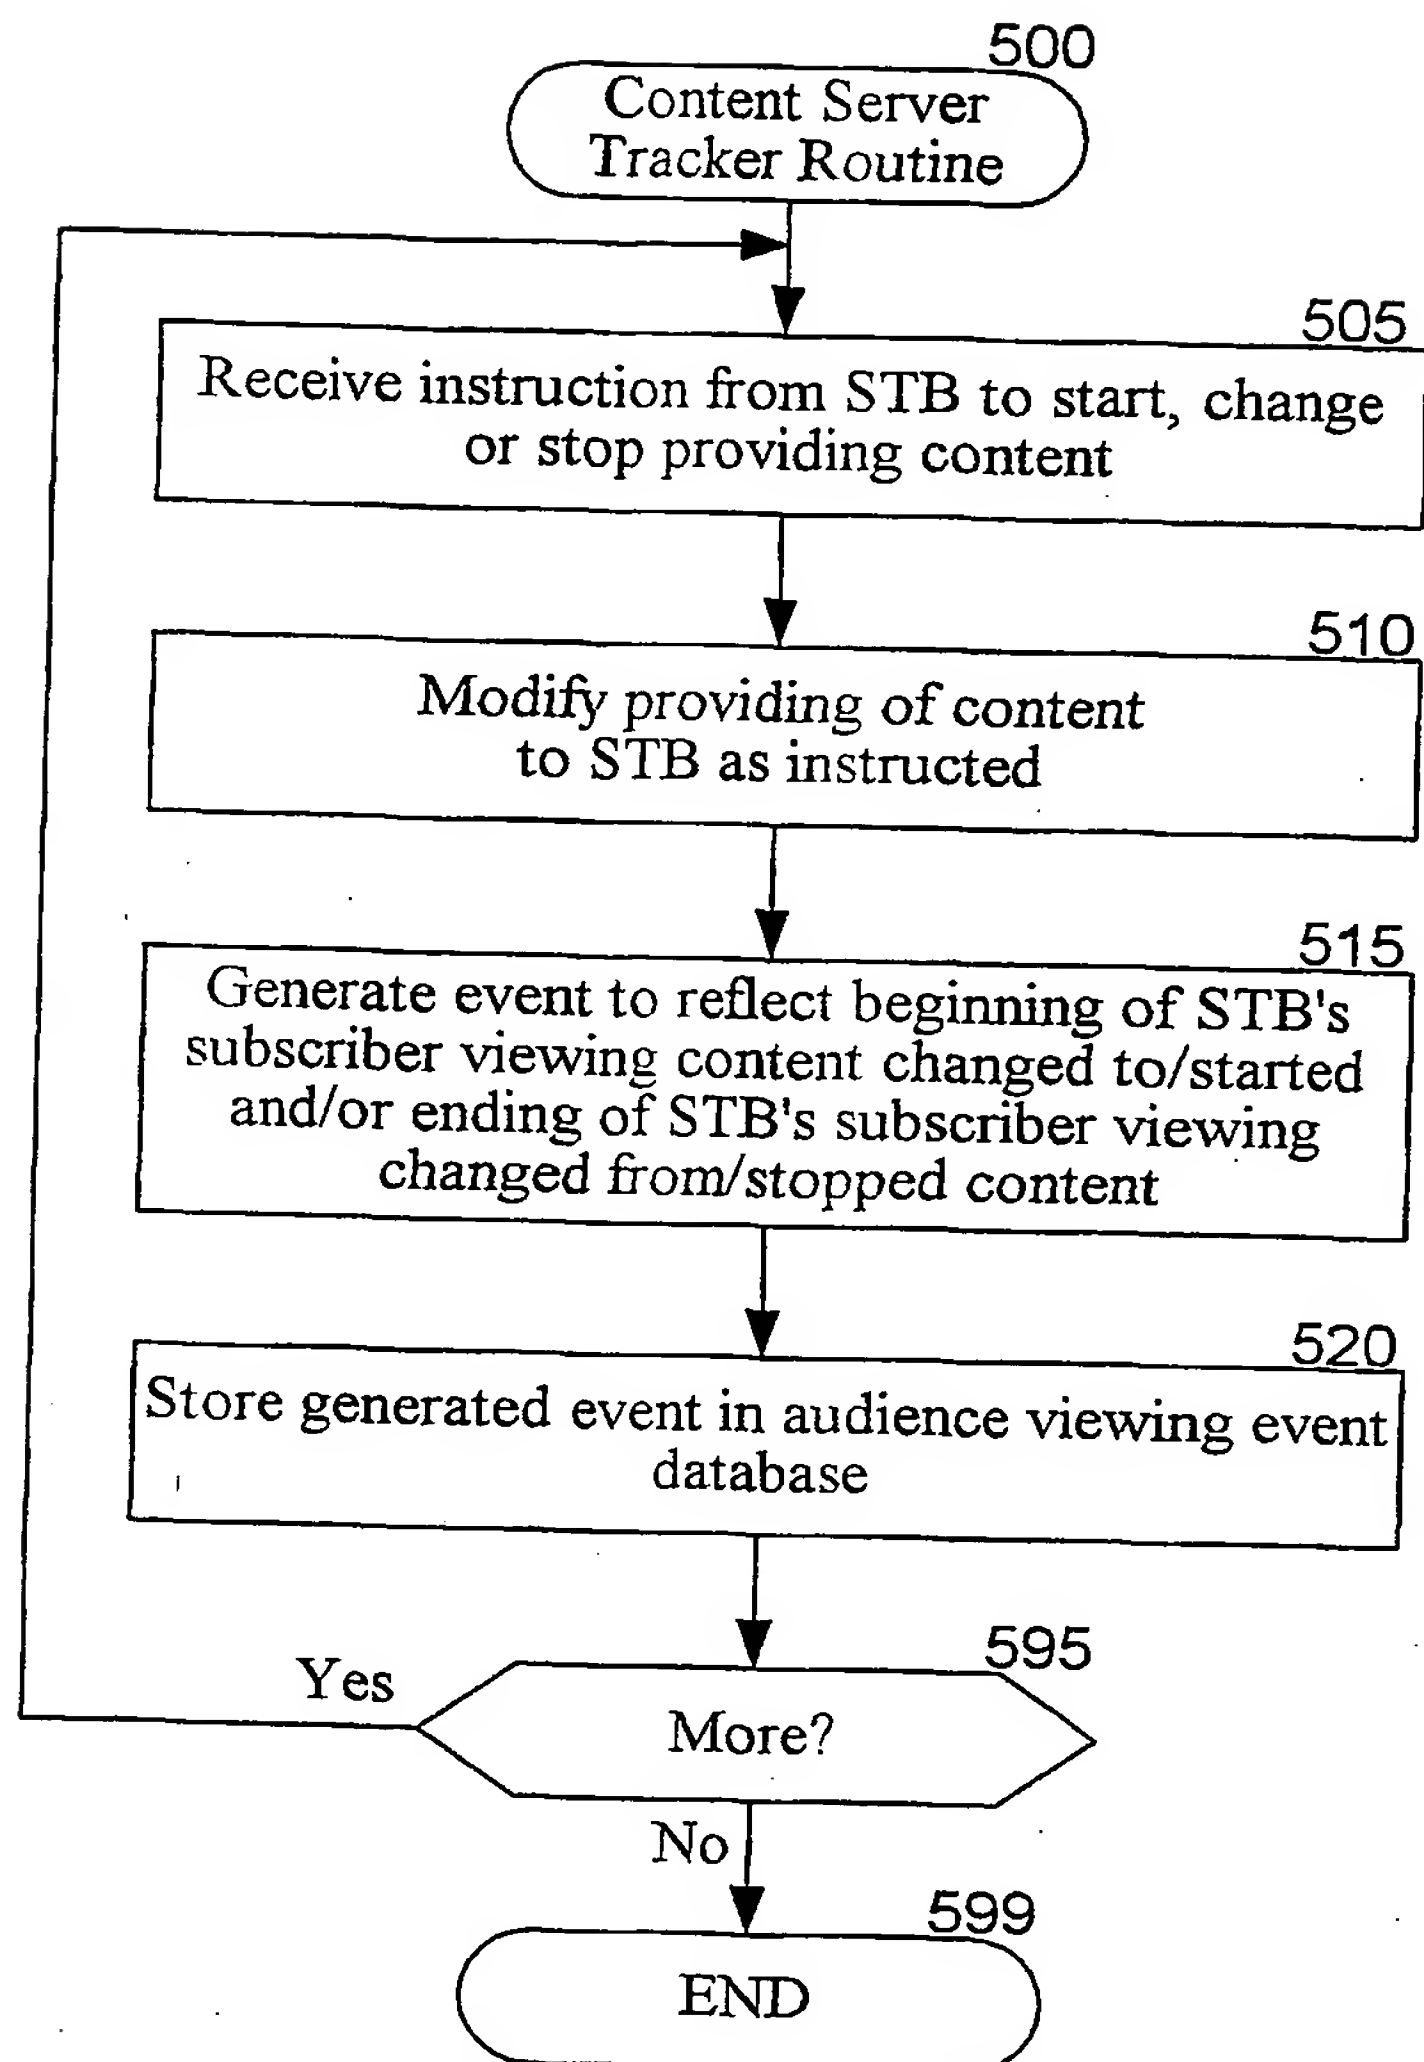 500
Content Server
Tracker Routine
505
Receive instruction from STB to start, change
or stop providing content
510
Modify providing of content
to STB as instructed
515
Generate event to reflect beginning of STB's
subscriber viewing content changed to/started
and/or ending of STB's subscriber viewing
changed from/stopped content
520
Store generated event in audience viewing event
database
595
Yes
More?
No
599
END